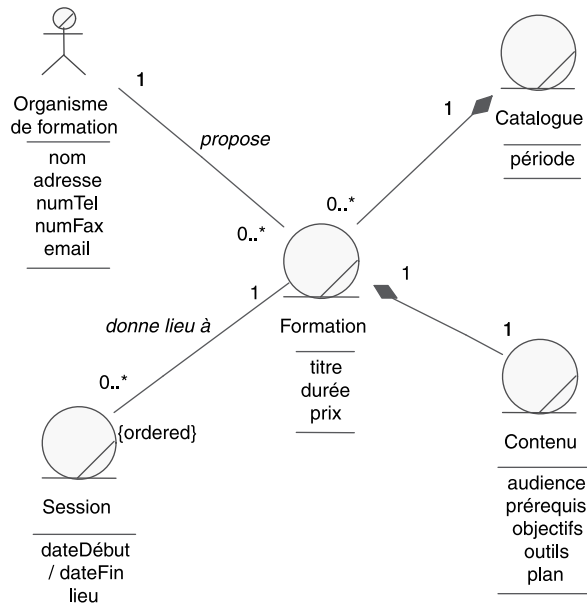 Organisme
de formation
nom
adresse
numTel
numFax
email
1
propose
0..*
Catalogue
période
1
0..*
Formation
titre
durée
prix
1
donne lieu à
0..*
{ordered}
Session
dateDébut
/ dateFin
lieu
1
1
Contenu
audience
prérequis
objectifs
outils
plan